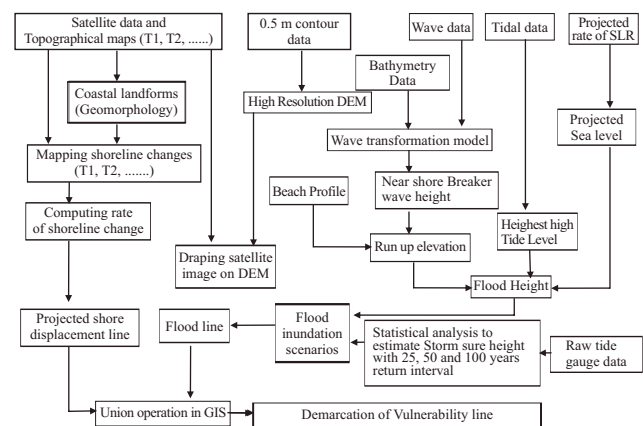 Satellite data and
Topographical maps (T1, T2, ......)
0.5 m contour
data
Wave data
Tidal data
Projected
rate of SLR
Bathymetry
Data
Coastal landforms
(Geomorphology)
High Resolution DEM
Projected
Sea level
Wave transformation model
Mapping shoreline changes
(T1, T2, .......)
Near shore Breaker
wave height
Beach Profile
Computing rate
of shoreline change
Heighest high
Tide Level
Run up elevation
Draping satellite
image on DEM
Flood Height
Projected shore
displacement line
Flood line
Flood
inundation
scenarios
Statistical analysis to
estimate Storm sure height
with 25, 50 and 100 years
return interval
Raw tide
gauge data
Union operation in GIS
Demarcation of Vulnerability line